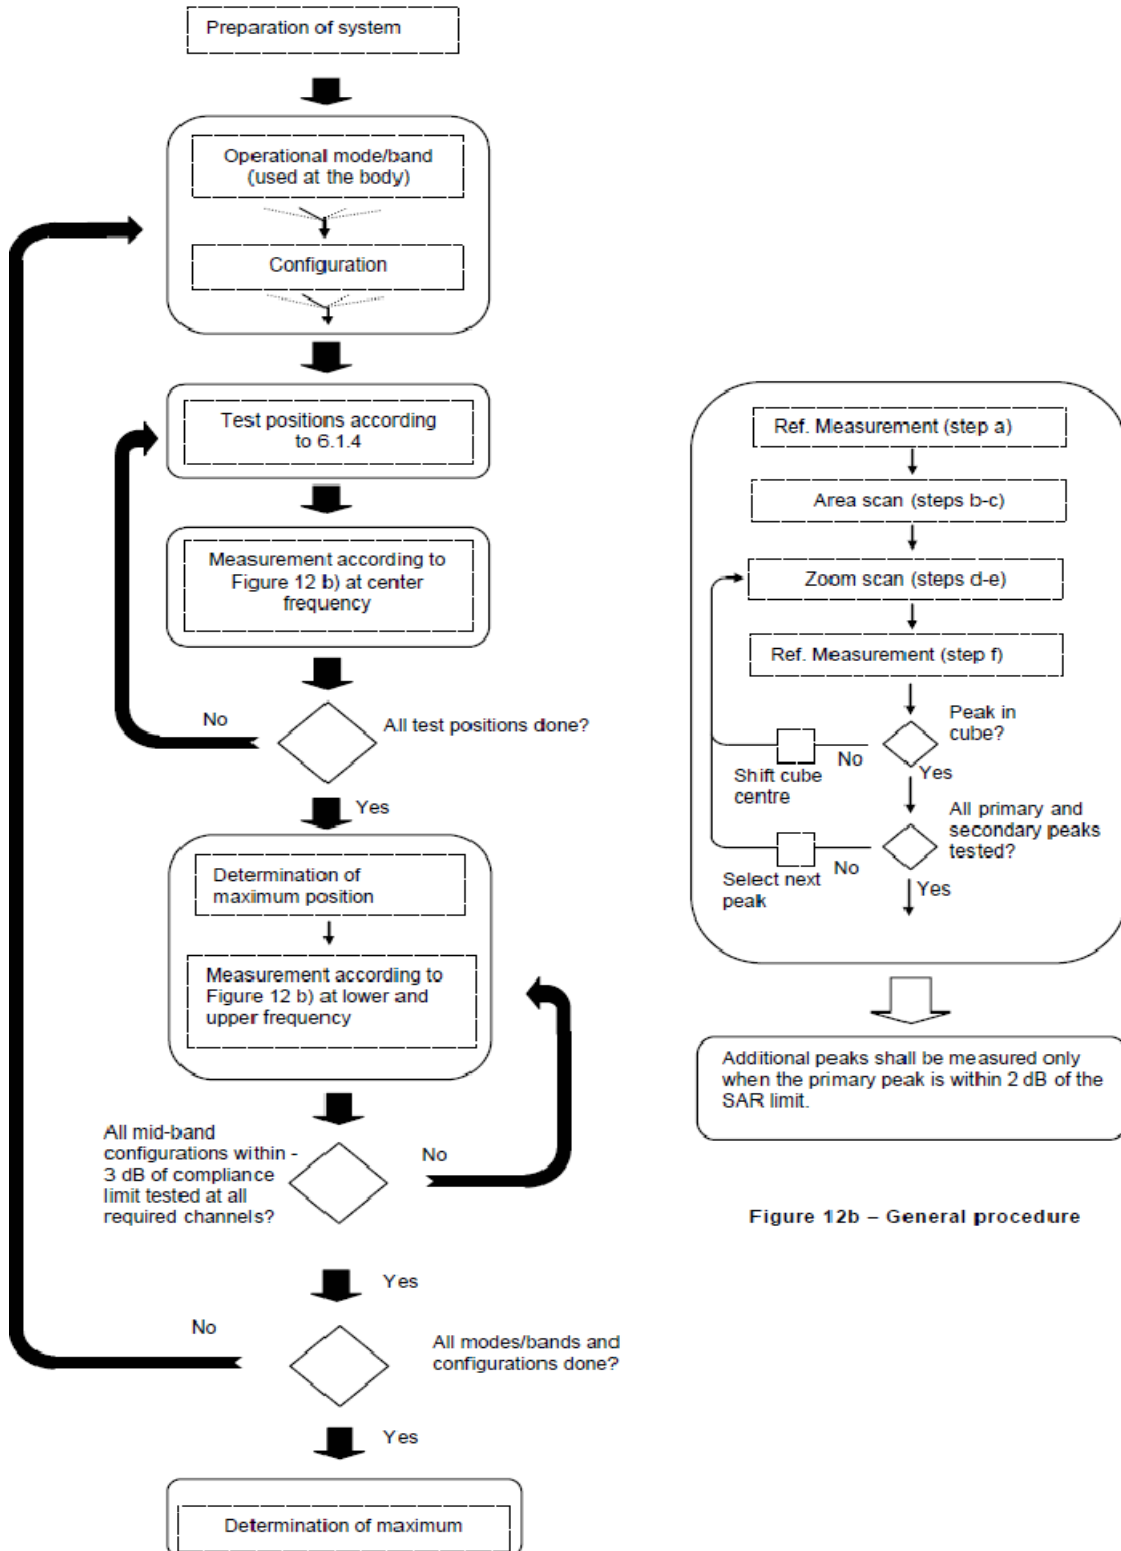 Preparation of system
Operational mode/band
(used at the body)
Configuration
Test positions according
to 6.1.4
Measurement according to
Figure 12 b) at center
frequency
No
All test positions done?
Yes
Determination of
maximum position
Measurement according to
Figure 12 b) at lower and
upper frequency
All mid-band
configurations within -
3 dB of compliance
limit tested at all
required channels?
No
Yes
No
All modes/bands and
configurations done?
Yes
Determination of maximum
Ref. Measurement (step a)
Area scan (steps b-c)
Zoom scan (steps d-e)
Ref. Measurement (step f)
Peak in
cube?
No
Shift cube
centre
Yes
All primary and
secondary peaks
tested?
No
Select next
peak
Yes
Additional peaks shall be measured only
when the primary peak is within 2 dB of the
SAR limit.
Figure 12b – General procedure